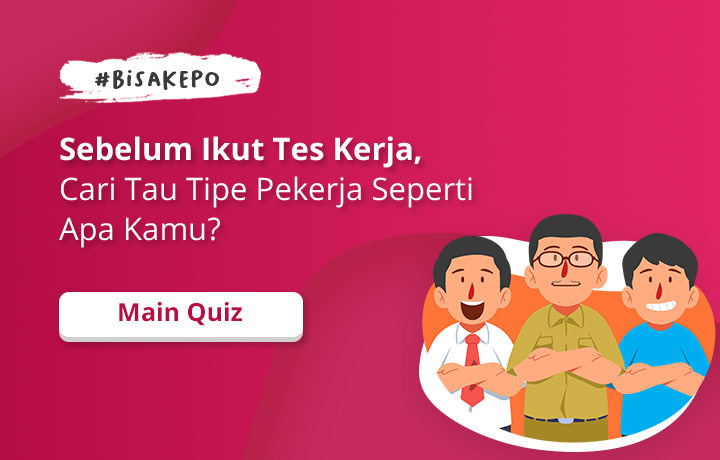 #BiSAKEPO
Sebelum Ikut Tes Kerja,
Cari Tau Tipe Pekerja Seperti
Apa Kamu?
Main Quiz